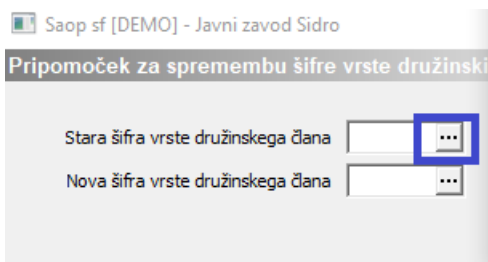 Saop sf [DEMO] - Javni zavod Sidro
Pripomoček za spremembu šifre vrste družinski
Stara šifra vrste družinskega člana ...
Nova šifra vrste družinskega člana ...